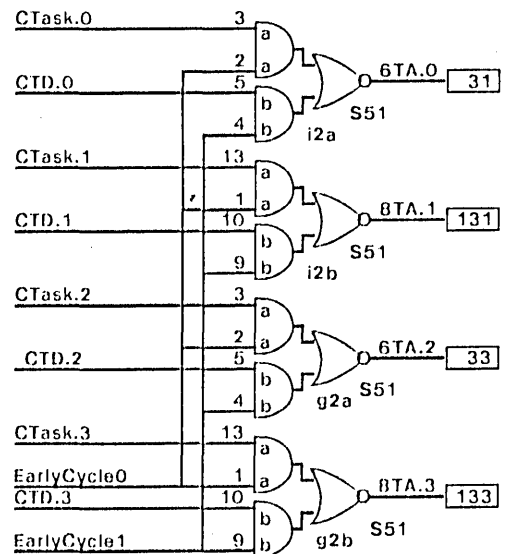 CTask.0 3 a
2 a 6TA.0 31
CTD.0 5 b S51
4 b i2a
CTask.1 13 a
1 a 8TA.1 131
CTD.1 10 b S51
9 b i2b
CTask.2 3 a
2 a 6TA.2 33
CTD.2 5 b
4 b g2a S51
CTask.3 13 a
EarlyCycle0 1 a 8TA.3 133
CTD.3 10 b
EarlyCycle1 9 b g2b S51